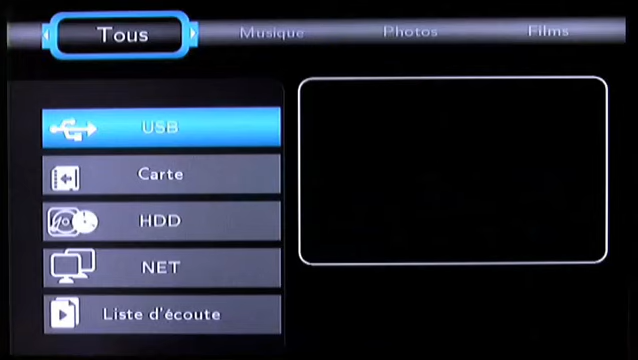 Tous
Musique
Photos
Films
USB
Carte
HDD
NET
Liste d'écoute